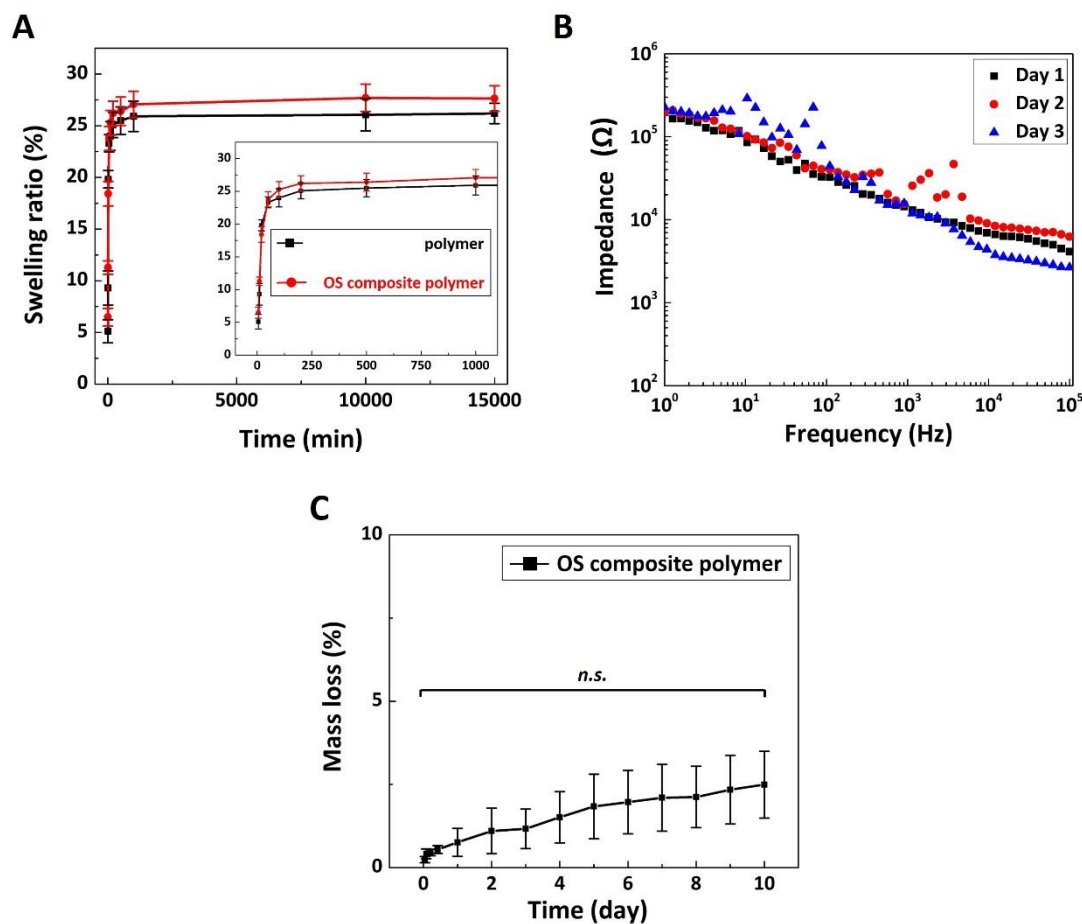 A
Swelling ratio (%)
30
25
20
15
10
5
0
0 5000 10000 15000
Time (min)
25
20
15
10
5
0
0 250 500 750 1000
polymer
OS composite polymer
B
Impedance (Ω)
10^6
10^5
10^4
10^3
10^2
10^0 10^1 10^2 10^3 10^4 10^5
Frequency (Hz)
Day 1
Day 2
Day 3
C
Mass loss (%)
10
5
0
0 2 4 6 8 10
Time (day)
OS composite polymer
n.s.